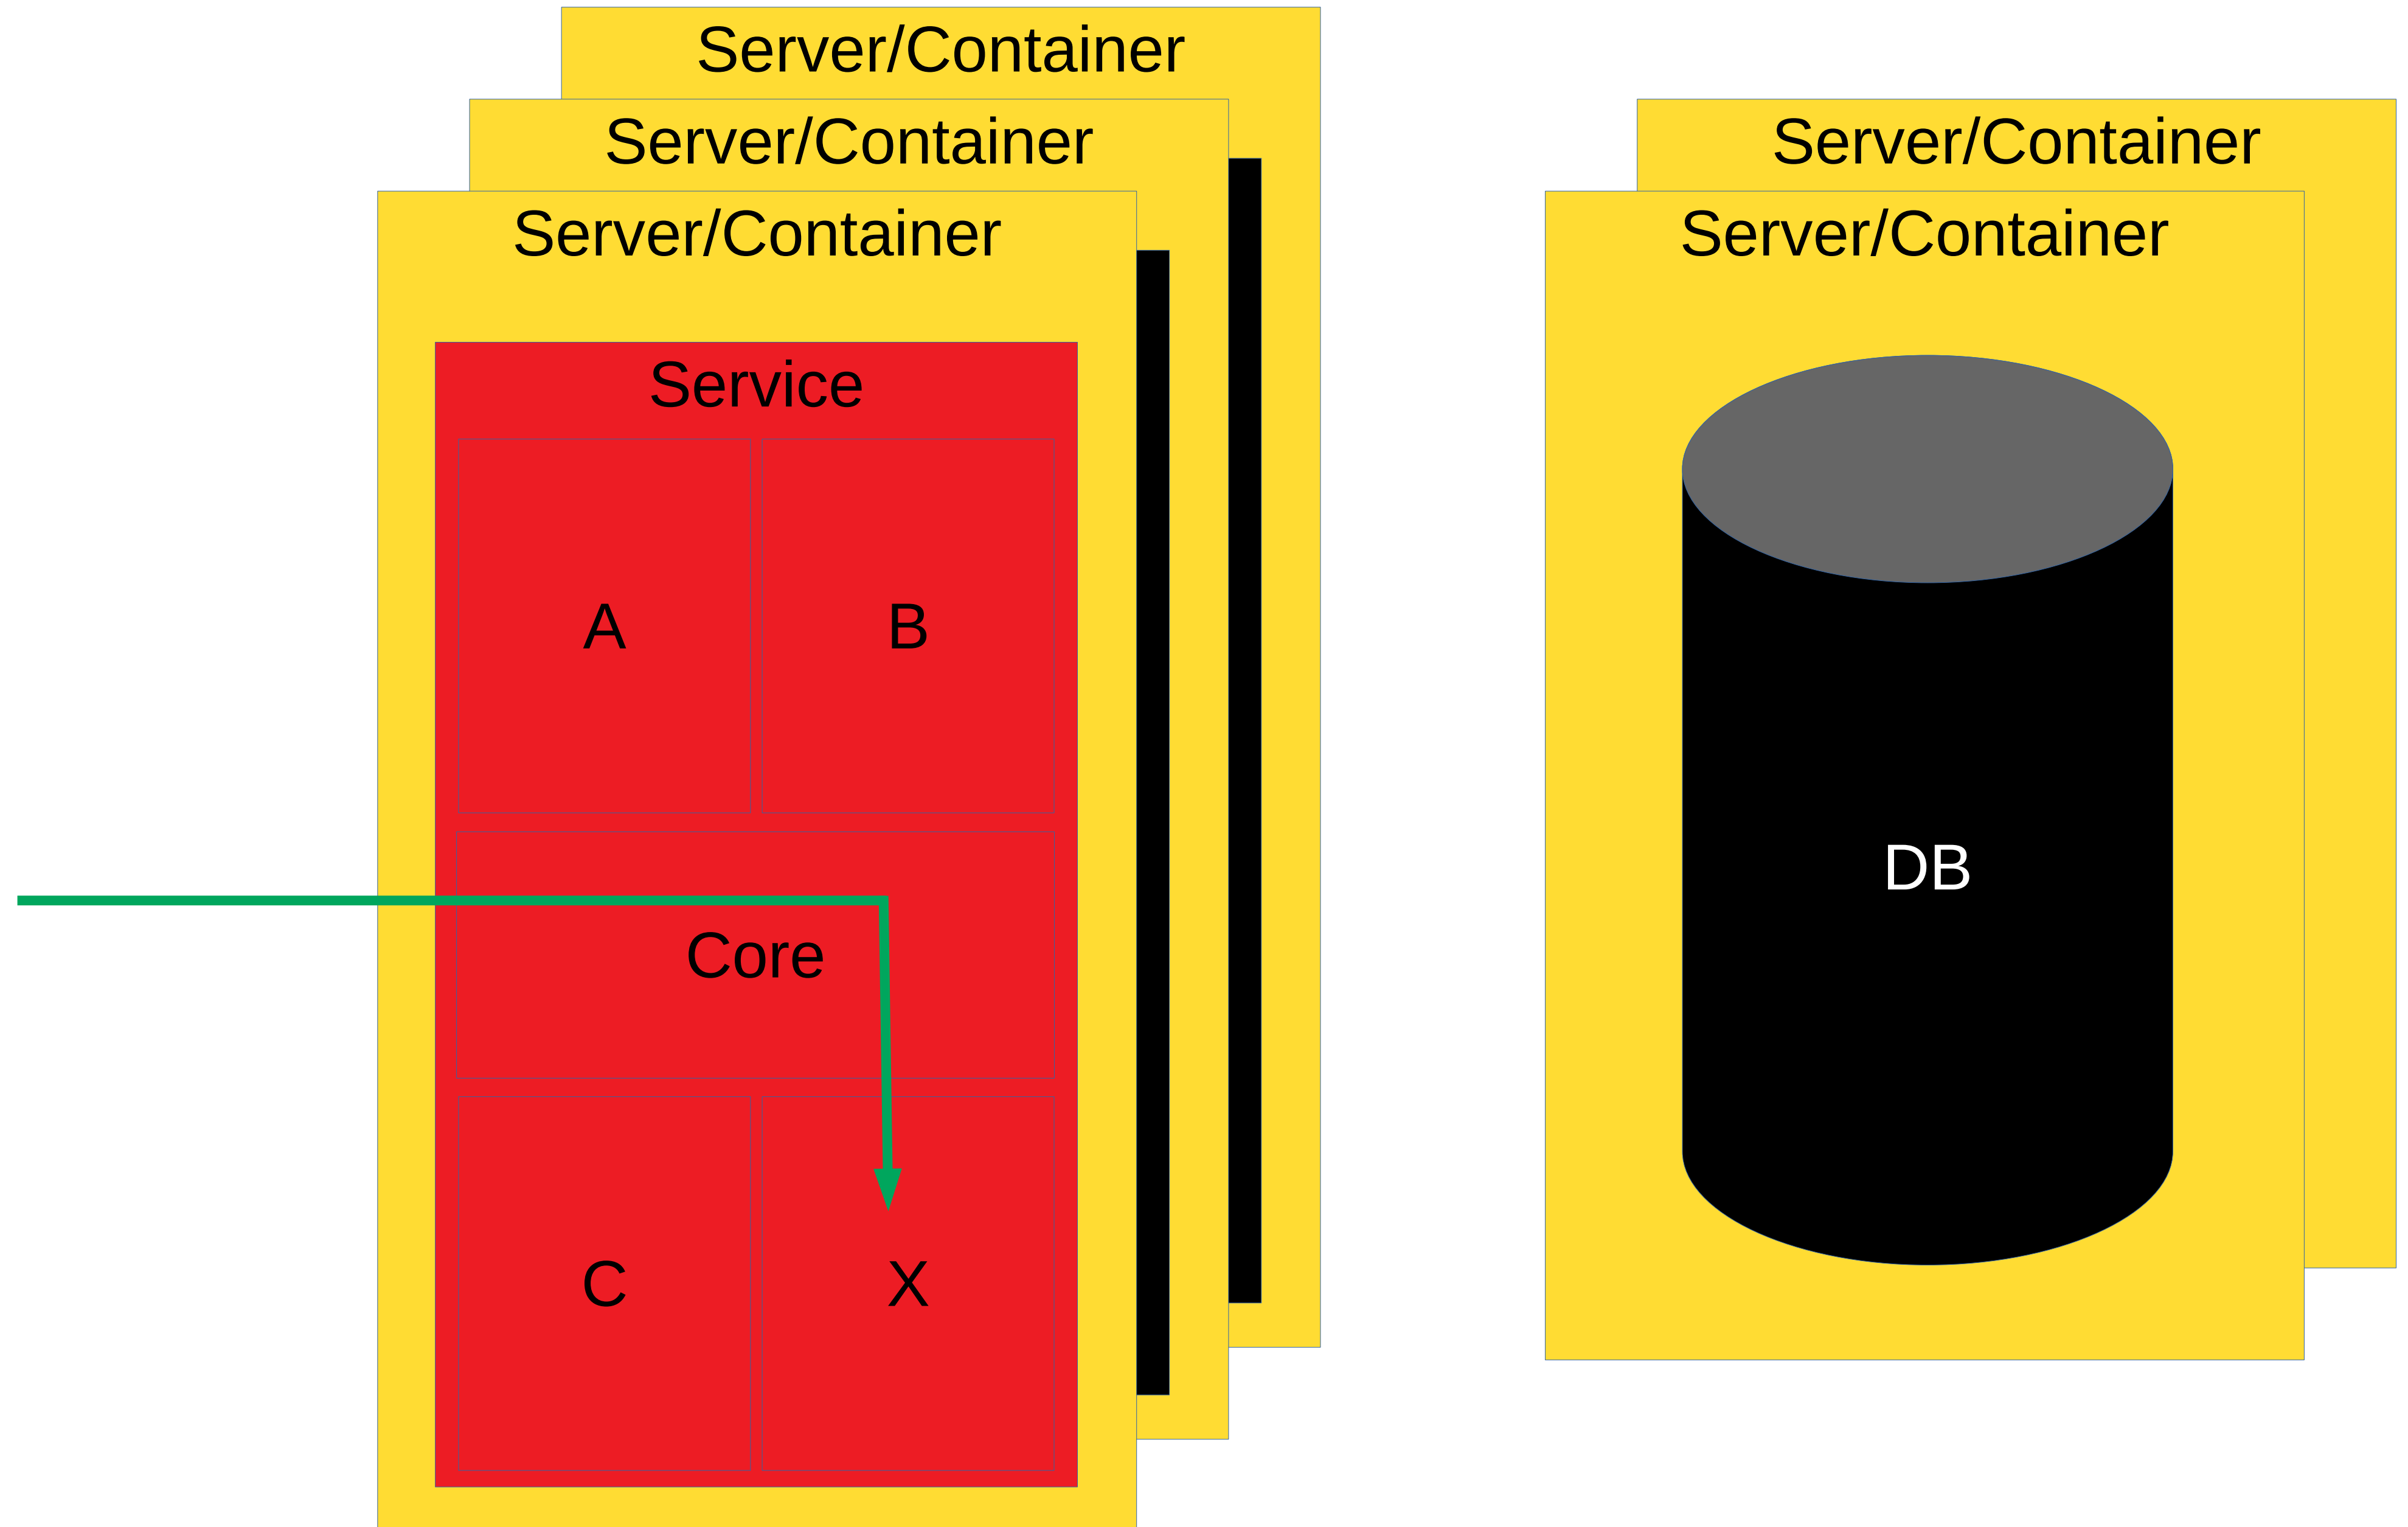 Server/Container
Server/Container
Server/Container
Service
A
B
Core
C
X
Server/Container
Server/Container
DB